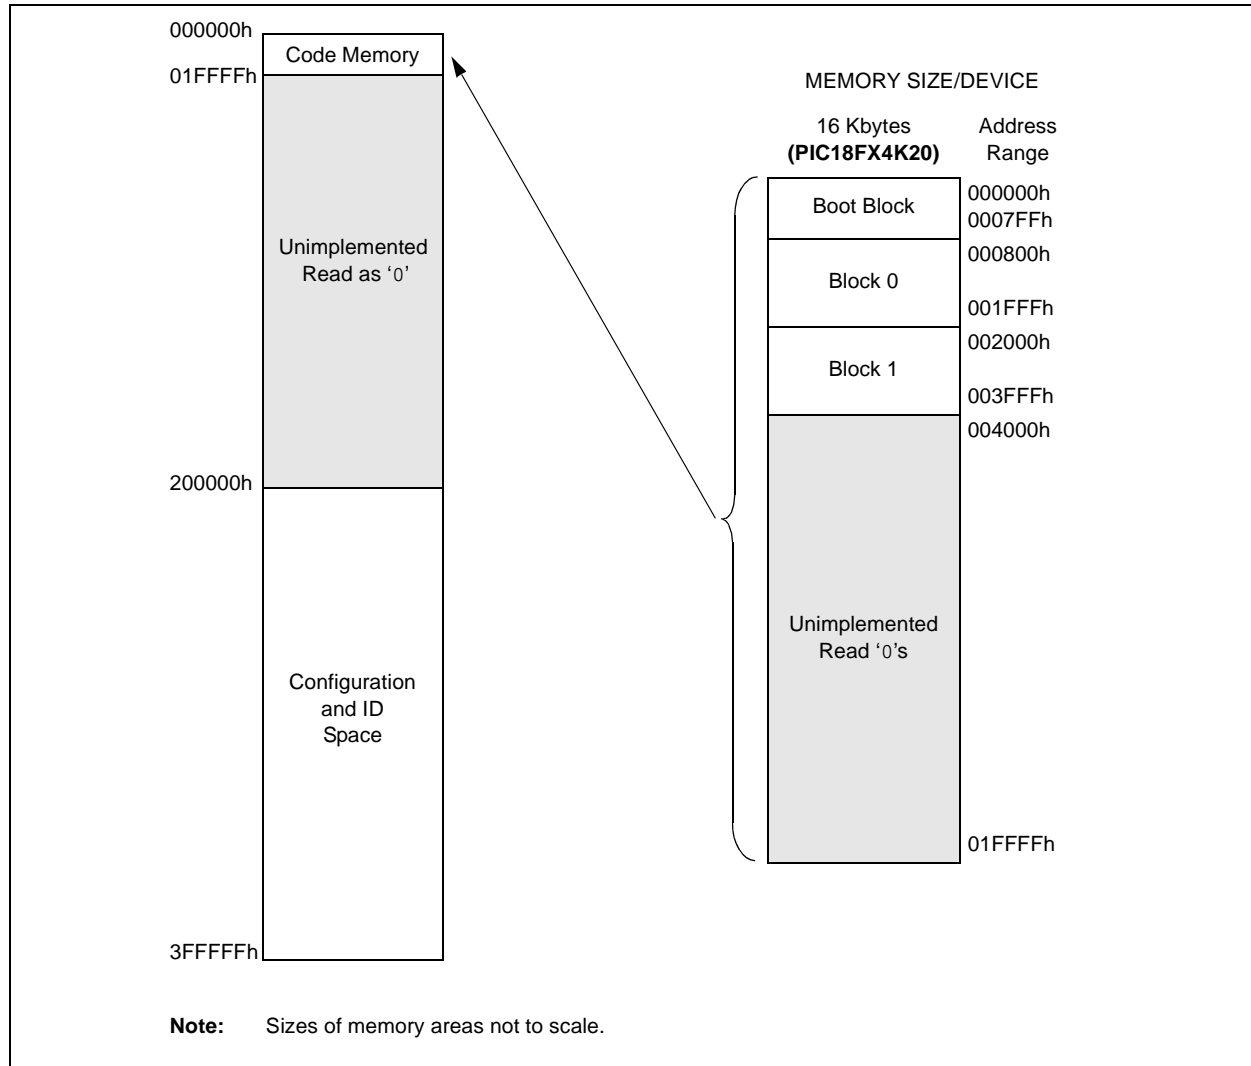 000000h
Code Memory
01FFFFh
Unimplemented
Read as ‘0’
200000h
Configuration
and ID
Space
3FFFFFh
MEMORY SIZE/DEVICE
16 Kbytes
(PIC18FX4K20)
Address
Range
Boot Block
000000h
0007FFh
Block 0
000800h
001FFFh
Block 1
002000h
003FFFh
004000h
Unimplemented
Read ‘0’s
01FFFFh
Note: Sizes of memory areas not to scale.